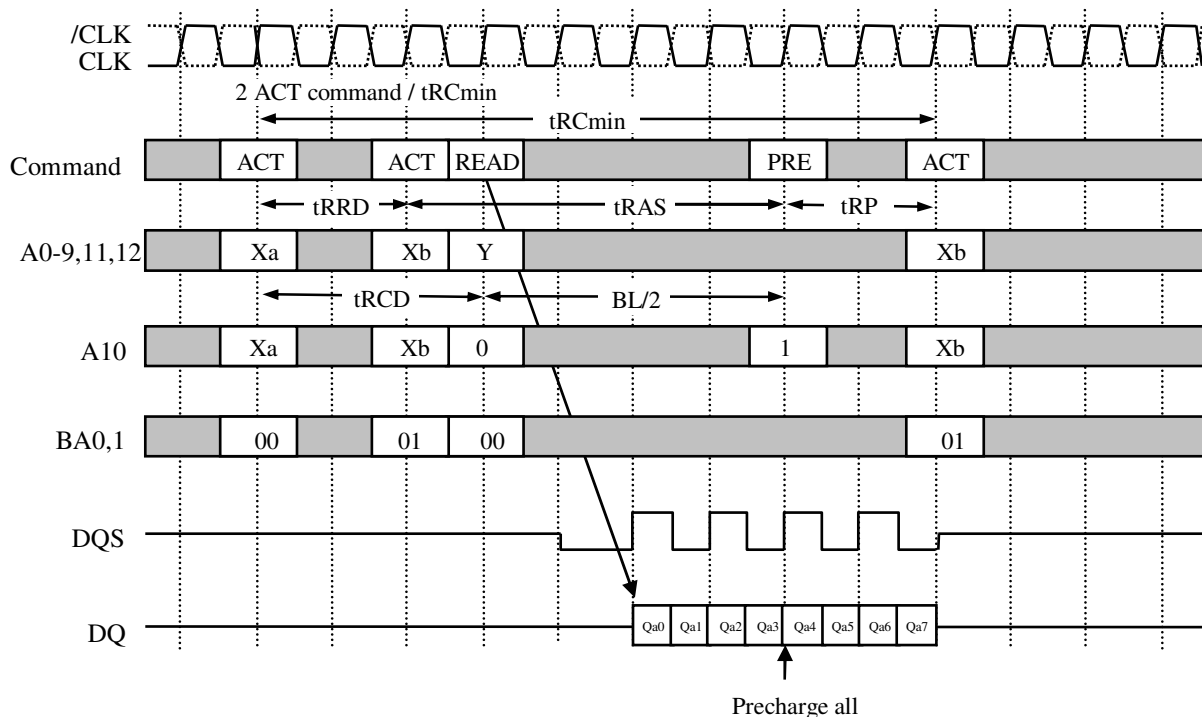 /CLK
CLK
2 ACT command / tRCmin
tRCmin
Command ACT ACT READ PRE ACT
tRRD tRAS tRP
A0-9,11,12 Xa Xb Y Xb
tRCD BL/2
A10 Xa Xb 0 1 Xb
BA0,1 00 01 00 01
DQS
DQ Qa0 Qa1 Qa2 Qa3 Qa4 Qa5 Qa6 Qa7
Precharge all